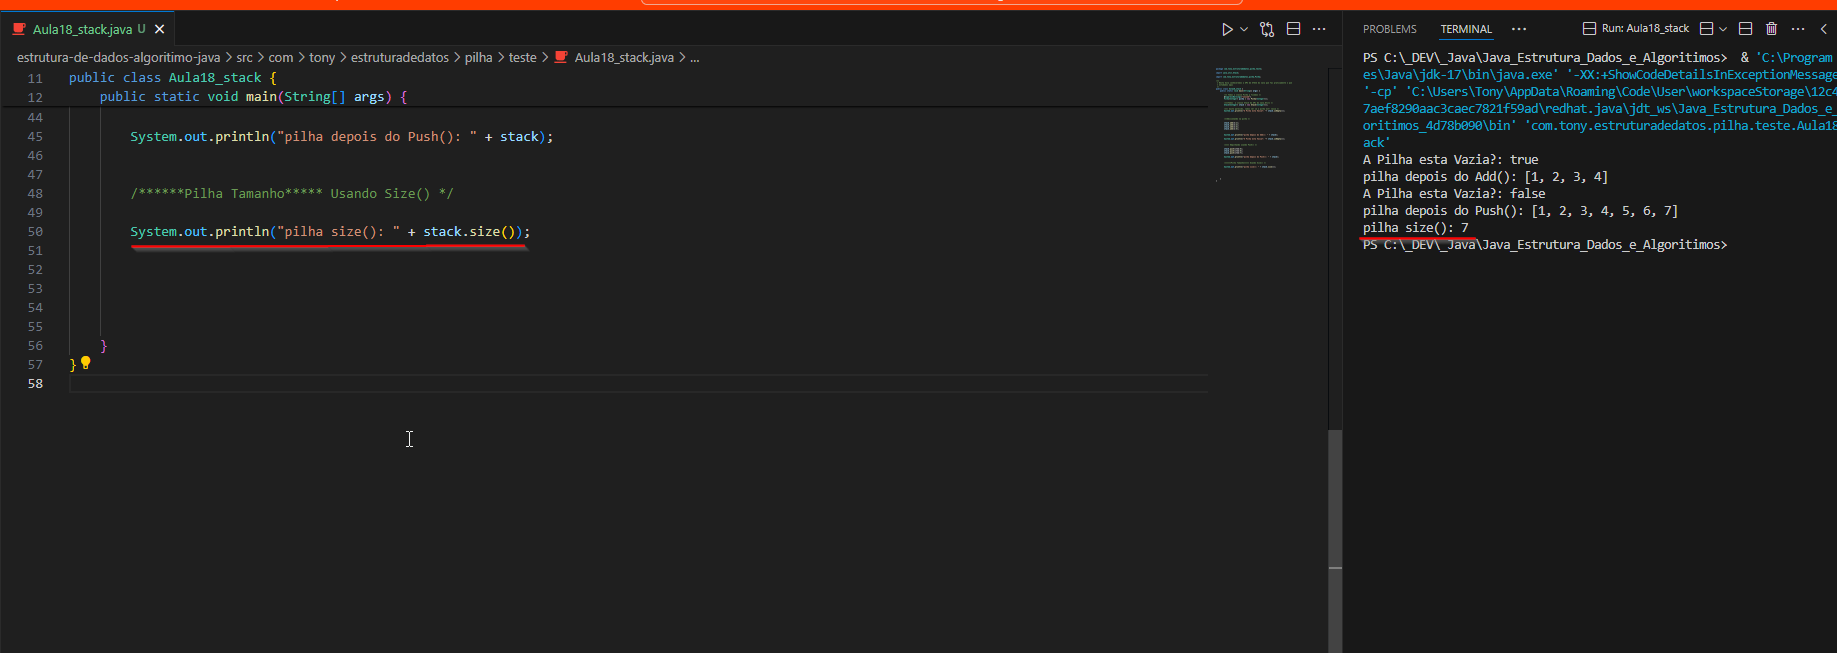 Aula18_stack.java U
estrutura-de-dados-algoritimo-java > src > com > tony > estruturadedatos > pilha > teste > Aula18_stack.java > ...
11 public class Aula18_stack {
12 public static void main(String[] args) {
44
45 System.out.println("pilha depois do Push(): " + stack);
46
47
48 /******Pilha Tamanho***** Usando Size() */
49
50 System.out.println("pilha size(): " + stack.size());
51
52
53
54
55
56 }
57 }
58
PROBLEMS TERMINAL ... Run: Aula18_stack
PS C:\_DEV\_Java\Java_Estrutura_Dados_e_Algoritimos> & 'C:\Program
es\Java\jdk-17\bin\java.exe' '-XX:+ShowCodeDetailsInExceptionMessage
'-cp' 'C:\Users\Tony\AppData\Roaming\Code\User\workspaceStorage\12c4
7aef8290aac3caec7821f59ad\redhat.java\jdt_ws\Java_Estrutura_Dados_e_
oritimos_4d78b090\bin' 'com.tony.estruturadedatos.pilha.teste.Aula18
ack'
A Pilha esta Vazia?: true
pilha depois do Add(): [1, 2, 3, 4]
A Pilha esta Vazia?: false
pilha depois do Push(): [1, 2, 3, 4, 5, 6, 7]
pilha size(): 7
PS C:\_DEV\_Java\Java_Estrutura_Dados_e_Algoritimos>